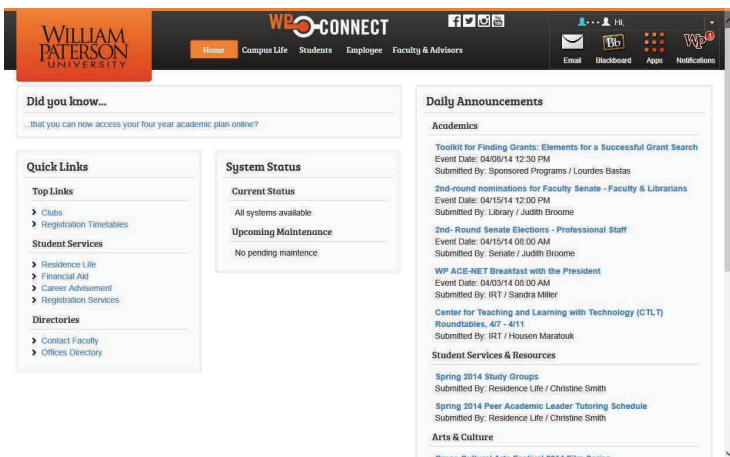 WILLIAM
PATERSON
UNIVERSITY
WP CONNECT
Home Campus Life Students Employee Faculty & Advisors
Hi,
Bb
WP 1
Email Blackboard Apps Notifications
Did you know...
...that you can now access your four year academic plan online?
Quick Links
Top Links
Clubs
Registration Timetables
Student Services
Residence Life
Financial Aid
Career Advisement
Registration Services
Directories
Contact Faculty
Offices Directory
System Status
Current Status
All systems available
Upcoming Maintenance
No pending maintence
Daily Announcements
Academics
Toolkit for Finding Grants: Elements for a Successful Grant Search
Event Date: 04/08/14 12:30 PM
Submitted By: Sponsored Programs / Lourdes Bastas
2nd-round nominations for Faculty Senate - Faculty & Librarians
Event Date: 04/15/14 12:00 PM
Submitted By: Library / Judith Broome
2nd- Round Senate Elections - Professional Staff
Event Date: 04/15/14 08:00 AM
Submitted By: Senate / Judith Broome
WP ACE-NET Breakfast with the President
Event Date: 04/03/14 08:00 AM
Submitted By: IRT / Sandra Miller
Center for Teaching and Learning with Technology (CTLT)
Roundtables, 4/7 - 4/11
Submitted By: IRT / Housen Maratouk
Student Services & Resources
Spring 2014 Study Groups
Submitted By: Residence Life / Christine Smith
Spring 2014 Peer Academic Leader Tutoring Schedule
Submitted By: Residence Life / Christine Smith
Arts & Culture